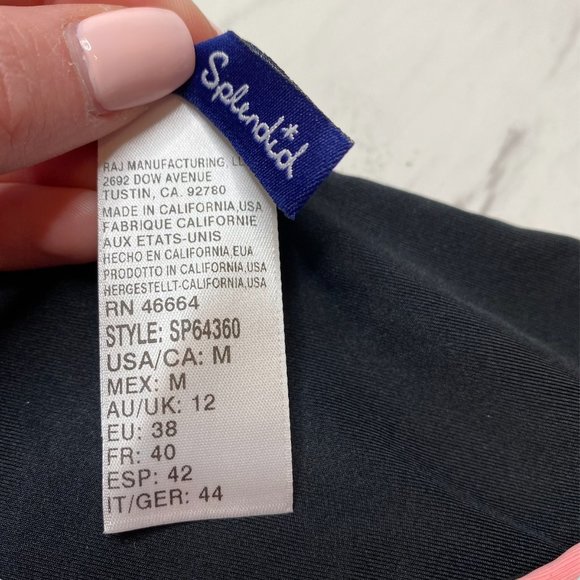 Splendid
RAJ MANUFACTURING,
2692 DOW AVENUE
TUSTIN, CA. 92780
MADE IN CALIFORNIA,USA
FABRIQUE CALIFORNIE
AUX ETATS-UNIS
HECHO EN CALIFORNIA,EUA
PRODOTTO IN CALIFORNIA,USA
HERGESTELLT-CALIFORNIA,USA
RN 46664
STYLE: SP64360
USA/CA: M
MEX: M
AU/UK: 12
EU: 38
FR: 40
ESP: 42
IT/GER: 44